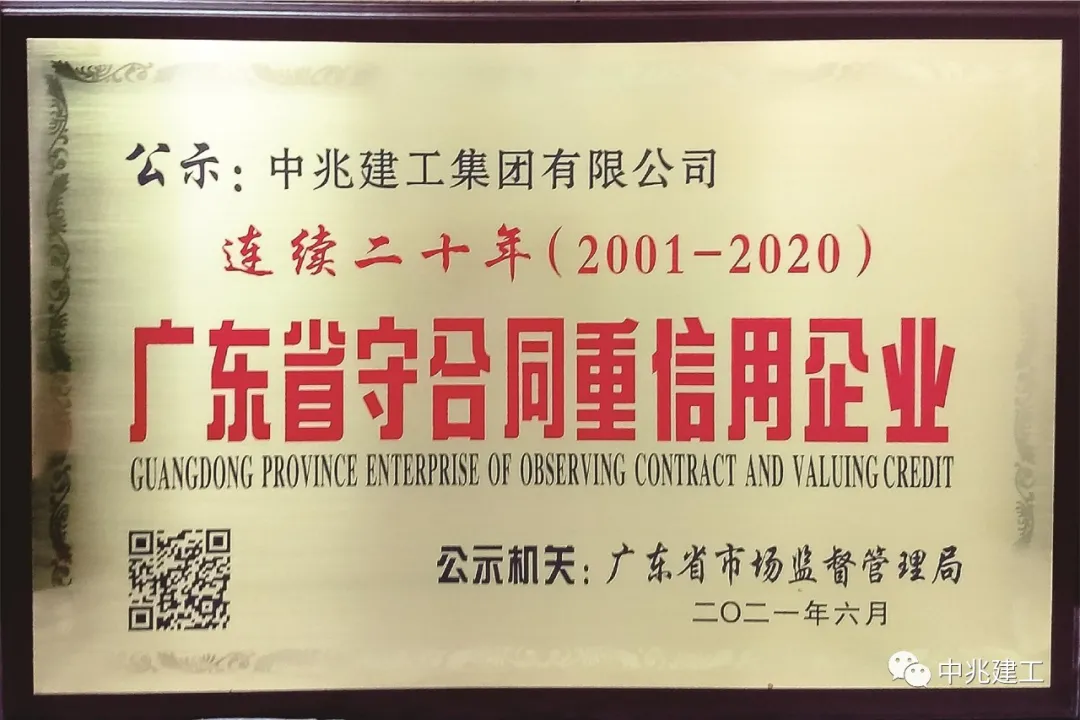 公示：中兆建工集团有限公司
连续二十年（2001-2020）
广东省守合同重信用企业
GUANGDONG PROVINCE ENTERPRISE OF OBSERVING CONTRACT AND VALUING CREDIT
公示机关：广东省市场监督管理局
二〇二一年六月
中兆建工